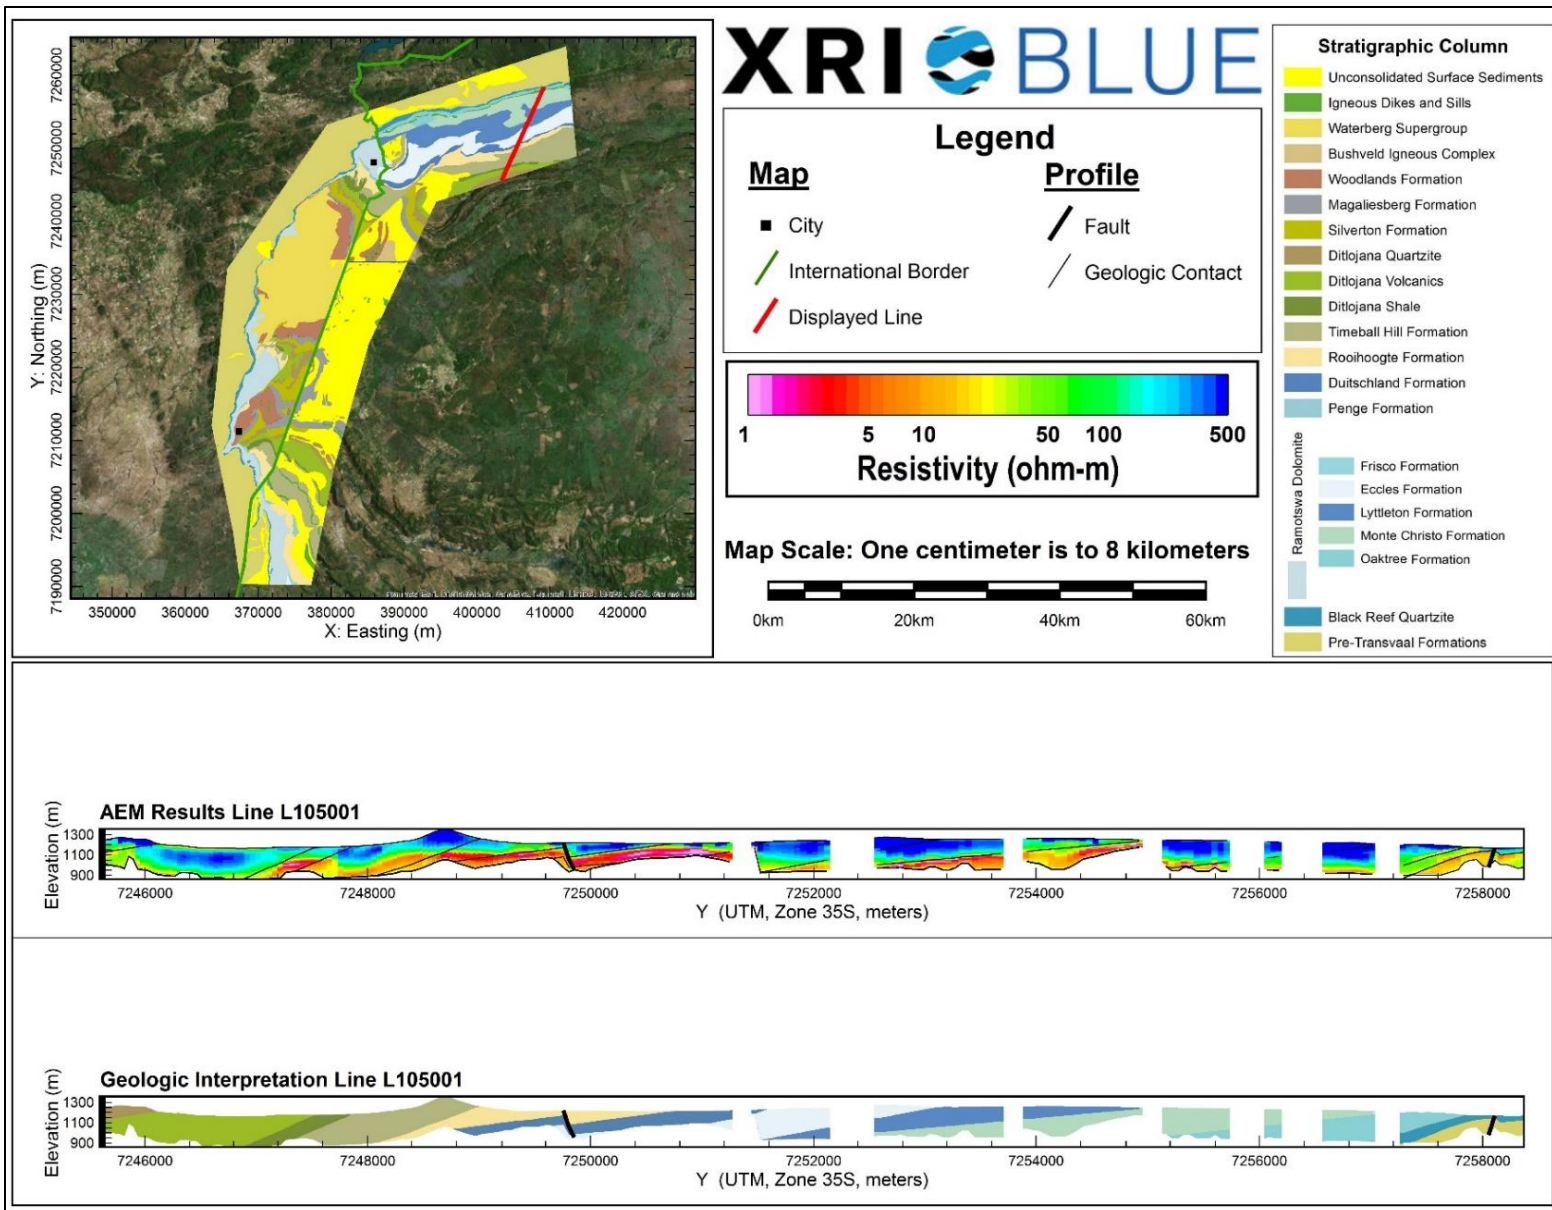 7260000
7250000
7240000
7230000
7220000
7210000
7200000
7190000
Y: Northing (m)
350000 360000 370000 380000 390000 400000 410000 420000
X: Easting (m)
XRI BLUE
Legend
Map
Profile
City
Fault
International Border
Geologic Contact
Displayed Line
1 5 10 50 100 500
Resistivity (ohm-m)
Map Scale: One centimeter is to 8 kilometers
0km 20km 40km 60km
Stratigraphic Column
Unconsolidated Surface Sediments
Igneous Dikes and Sills
Waterberg Supergroup
Bushveld Igneous Complex
Woodlands Formation
Magaliesberg Formation
Silverton Formation
Ditlojana Quartzite
Ditlojana Volcanics
Ditlojana Shale
Timeball Hill Formation
Rooihoogte Formation
Duitschland Formation
Penge Formation
Ramotswa Dolomite
Frisco Formation
Eccles Formation
Lyttleton Formation
Monte Christo Formation
Oaktree Formation
Black Reef Quartzite
Pre-Transvaal Formations
AEM Results Line L105001
Elevation (m)
1300
1100
900
7246000 7248000 7250000 7252000 7254000 7256000 7258000
Y (UTM, Zone 35S, meters)
Geologic Interpretation Line L105001
Elevation (m)
1300
1100
900
7246000 7248000 7250000 7252000 7254000 7256000 7258000
Y (UTM, Zone 35S, meters)